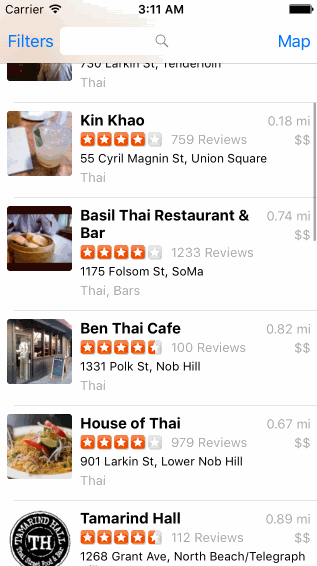 Carrier 3:11 AM
Filters Map
730 Larkin St, Tenderloin
Thai
Kin Khao 0.18 mi
759 Reviews $$
55 Cyril Magnin St, Union Square
Thai
Basil Thai Restaurant & 0.74 mi
Bar $$
1233 Reviews
1175 Folsom St, SoMa
Thai, Bars
Ben Thai Cafe 0.82 mi
100 Reviews $$
1331 Polk St, Nob Hill
Thai
House of Thai 0.67 mi
979 Reviews $$
901 Larkin St, Lower Nob Hill
Thai
TAMARIND HALL
TH
Thai Street Food & Bar
Tamarind Hall 0.89 mi
112 Reviews $$
1268 Grant Ave, North Beach/Telegraph